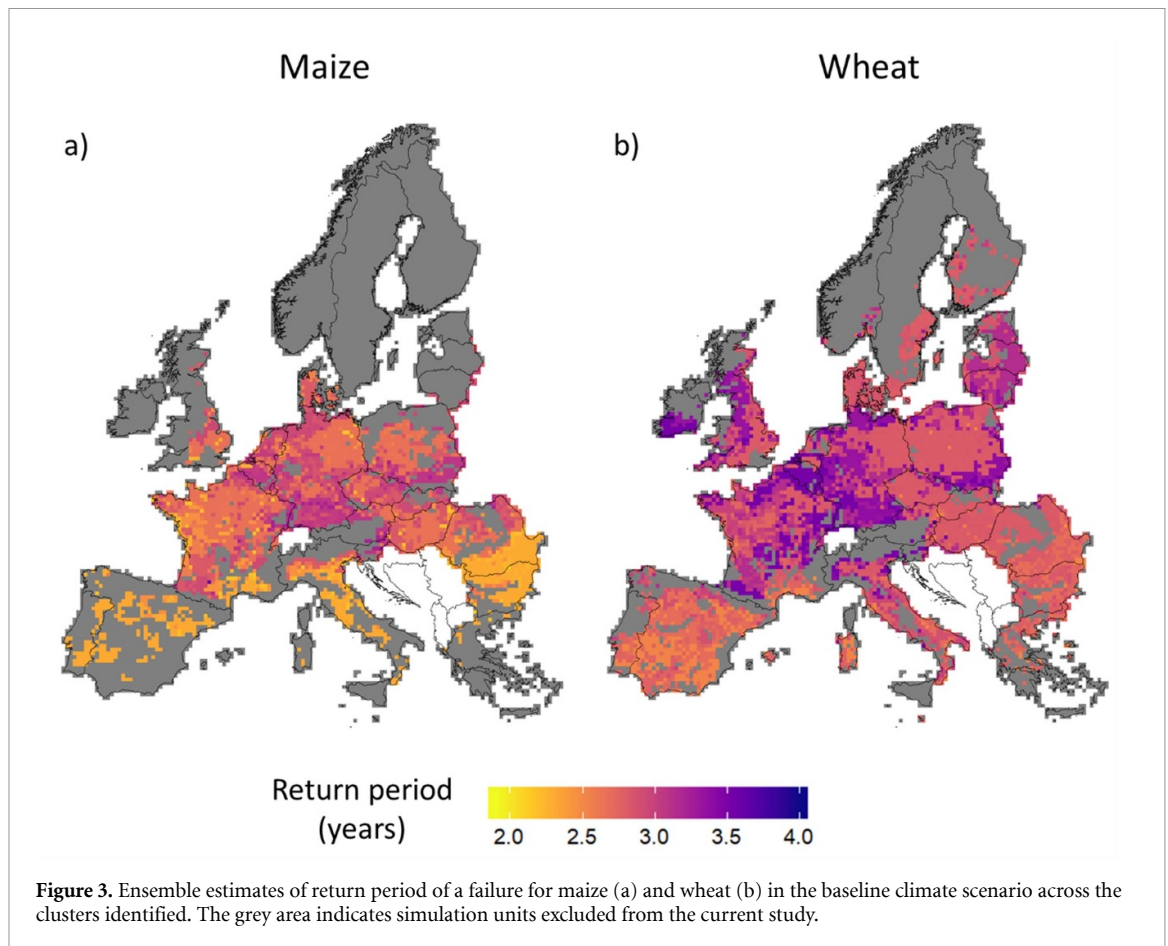 Maize
Wheat
a)
b)
Return period
(years)
2.0 2.5 3.0 3.5 4.0
Figure 3. Ensemble estimates of return period of a failure for maize (a) and wheat (b) in the baseline climate scenario across the
clusters identified. The grey area indicates simulation units excluded from the current study.